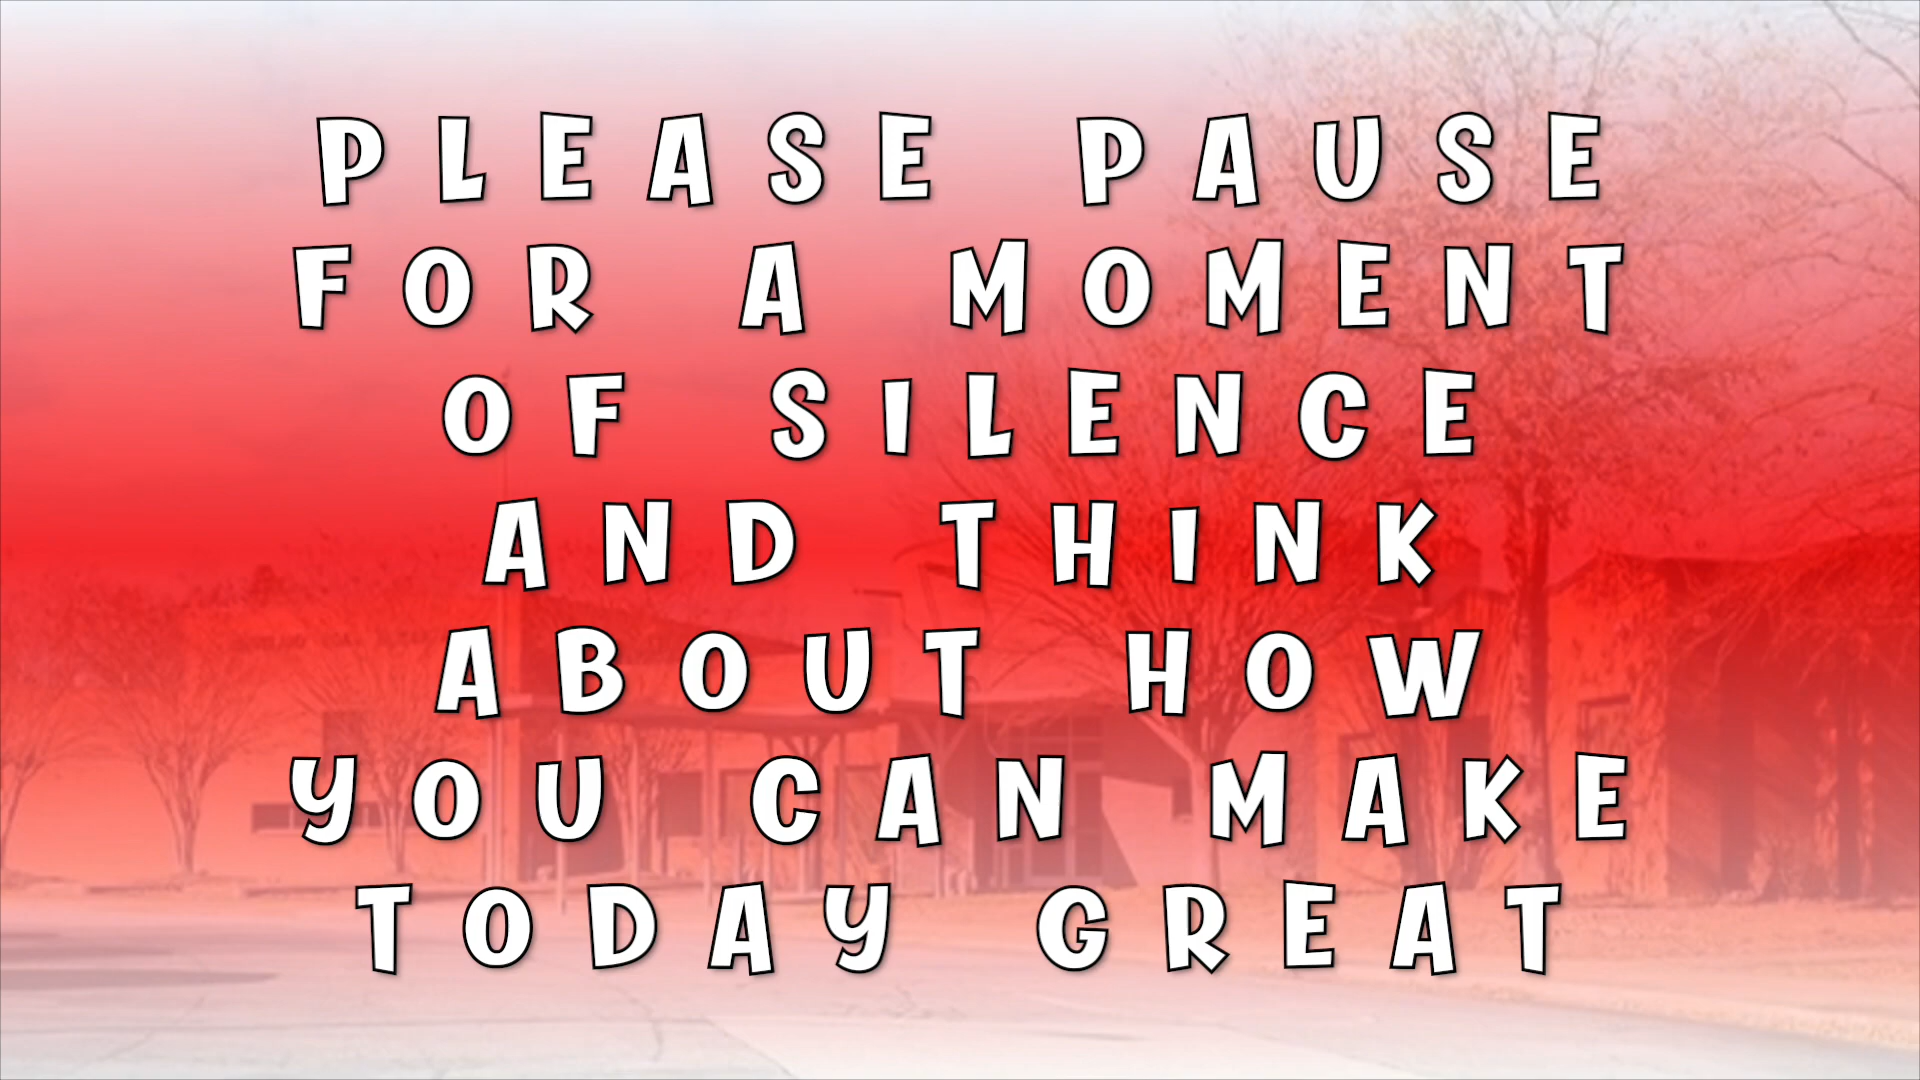 PLEASE PAUSE
FOR A MOMENT
OF SILENCE
AND THINK
ABOUT HOW
YOU CAN MAKE
TODAY GREAT